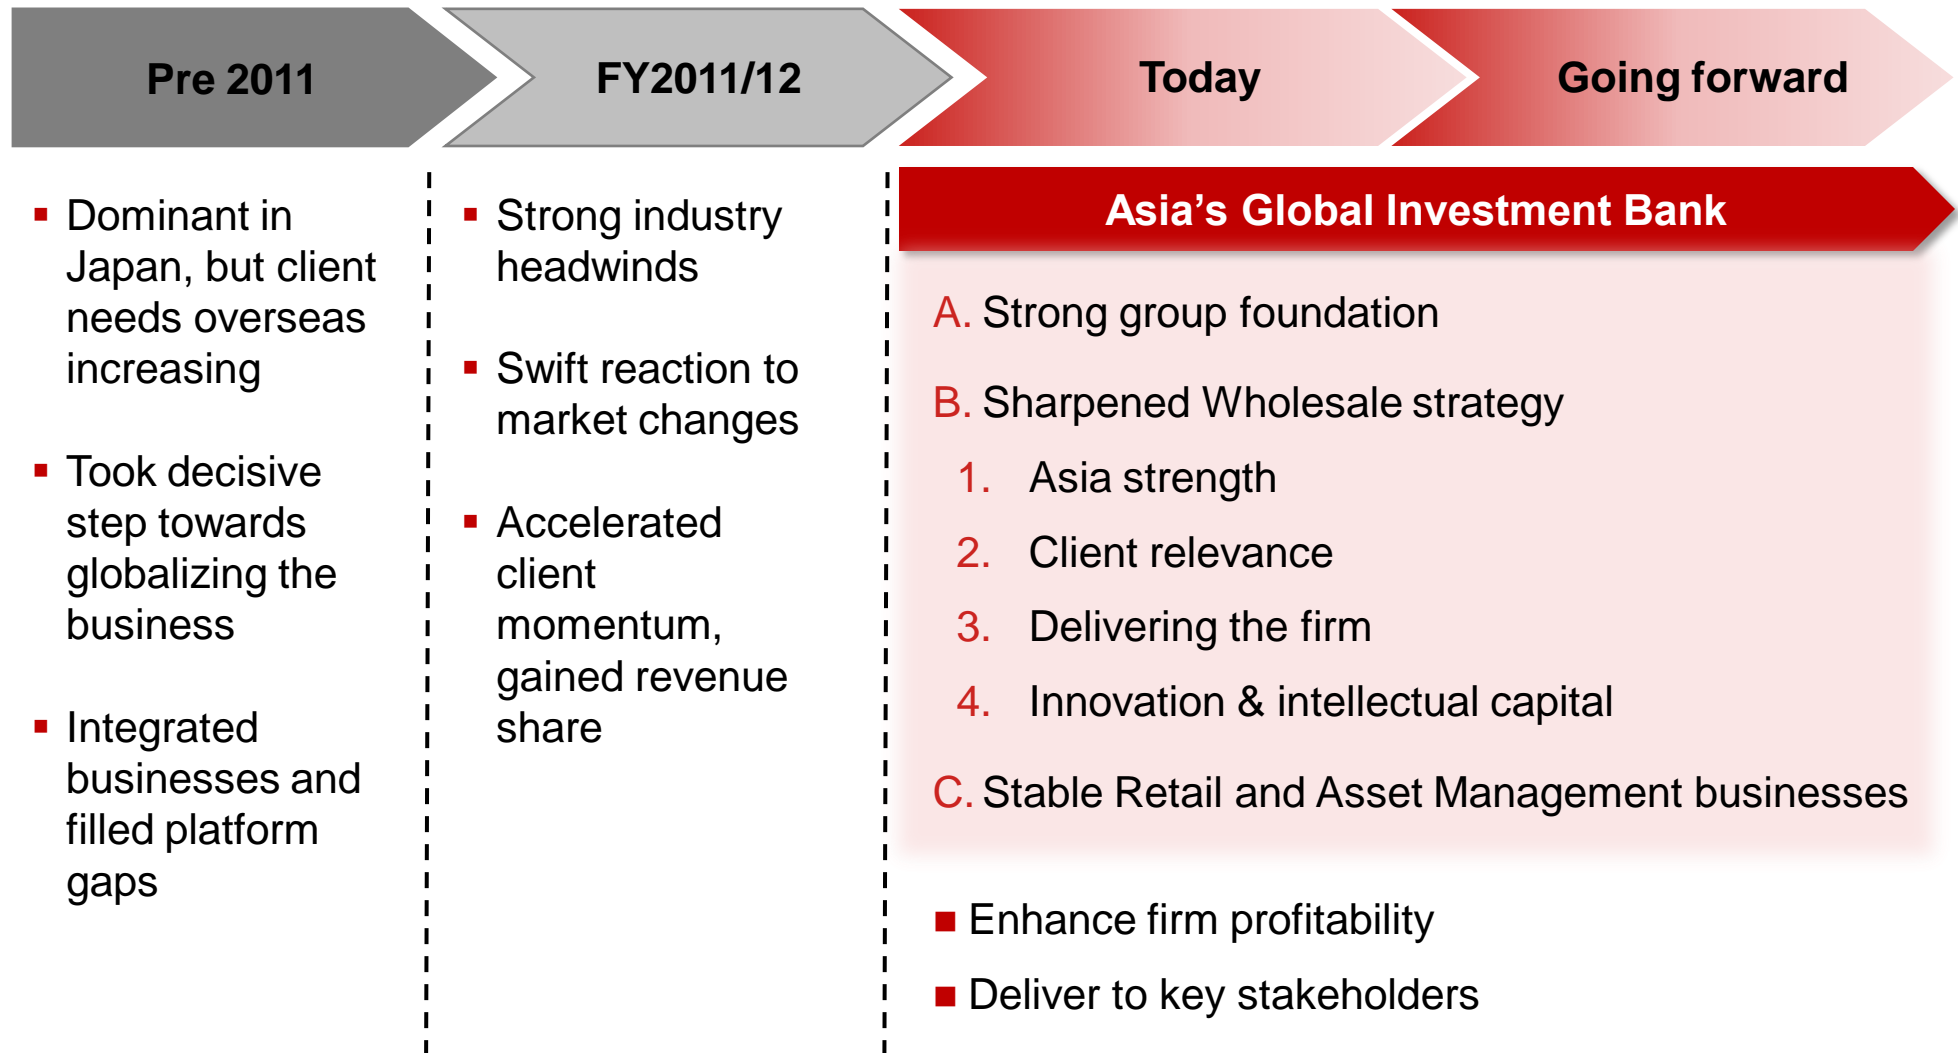 Pre 2011
FY2011/12
Today
Going forward
▪ Dominant in
Japan, but client
needs overseas
increasing
▪ Took decisive
step towards
globalizing the
business
▪ Integrated
businesses and
filled platform
gaps
▪ Strong industry
headwinds
▪ Swift reaction to
market changes
▪ Accelerated
client
momentum,
gained revenue
share
Asia’s Global Investment Bank
A. Strong group foundation
B. Sharpened Wholesale strategy
1. Asia strength
2. Client relevance
3. Delivering the firm
4. Innovation & intellectual capital
C. Stable Retail and Asset Management businesses
■ Enhance firm profitability
■ Deliver to key stakeholders